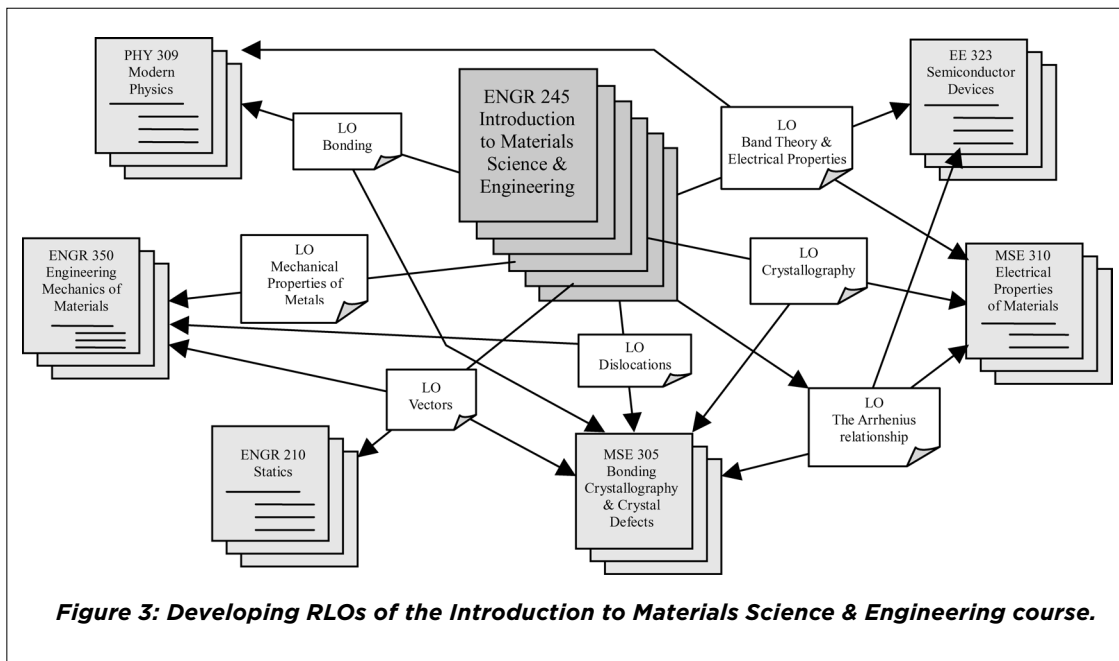 PHY 309
Modern
Physics
ENGR 245
Introduction
to Materials
Science &
Engineering
EE 323
Semiconductor
Devices
LO
Bonding
LO
Band Theory &
Electrical Properties
ENGR 350
Engineering
Mechanics of
Materials
LO
Mechanical
Properties of
Metals
LO
Crystallography
MSE 310
Electrical
Properties
of Materials
LO
Dislocations
LO
Vectors
LO
The Arrhenius
relationship
ENGR 210
Statics
MSE 305
Bonding
Crystallography
& Crystal
Defects
Figure 3: Developing RLOs of the Introduction to Materials Science & Engineering course.